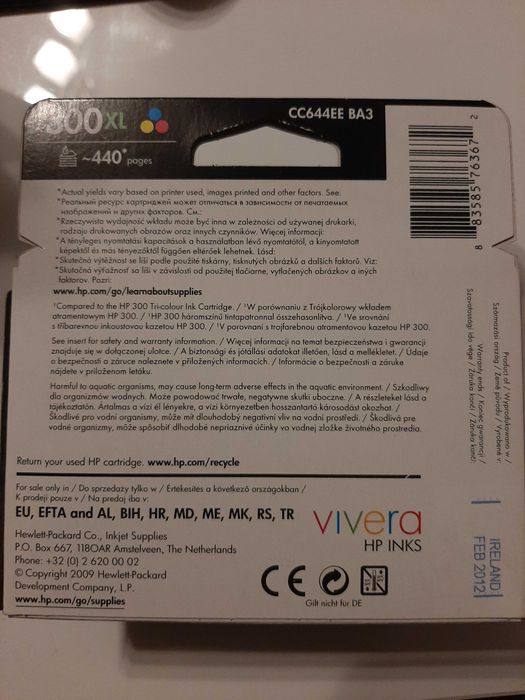 300XL
CC644EE BA3
~440* pages
8 83585 76367 2
*Actual yields vary based on printer used, images printed and other factors. See:
*Реальный ресурс картриджей может отличаться в зависимости от печатаемых
изображений и других факторов. См.:
*Rzeczywista wydajność wkładu może być inna w zależności od używanej drukarki,
rodzaju drukowanych obrazów oraz innych czynników. Więcej informacji:
*A tényleges nyomtatási kapacitások a használatban lévő nyomtatótól, a kinyomtatott
képektől és más tényezőktől függően eltérőek lehetnek. Lásd:
*Skutečná výtěžnost se liší podle použité tiskárny, tisknutých obrázků a dalších faktorů. Viz:
*Skutočná výťažnosť sa líši v závislosti od použitej tlačiarne, vytlačených obrázkov a iných
faktorov. Pozri:
www.hp.com/go/learnaboutsupplies
¹Compared to the HP 300 Tri-colour Ink Cartridge. / ¹W porównaniu z Trójkolorowy wkładem
atramentowym HP 300. / ¹HP 300 háromszínű tintapatronnal összehasonlítva. / ¹Ve srovnání
s tříbarevnou inkoustovou kazetou HP 300. / ¹V porovnaní s trojfarebnou atramentovou kazetou HP 300.
See insert for safety and warranty information. / Więcej informacji na temat bezpieczeństwa i gwarancji
znajduje się w dołączonej ulotce. / A biztonsági és jótállási adatokat illetően, lásd a mellékletet. / Údaje
o bezpečnosti a záruce naleznete v přiložených informacích. / Informácie o bezpečnosti a záruke
nájdete v priloženom letáku.
Harmful to aquatic organisms, may cause long-term adverse effects in the aquatic environment. / Szkodliwy
dla organizmów wodnych. Może powodować trwałe, negatywne skutki uboczne. / A részleteket lásd a
tájékoztatón. Ártalmas a vízi él lényekre, a vízi környezetben hosszantartó károsodást okozhat. /
Škodlivé pro vodní organismy, může mít dlouhodobý negativní vliv na vodní prostředí. / Škodlivá pre
vodné organizmy, môže spôsobiť dlhodobé nepriaznivé účinky vo vodnej zložke životného prostredia.
Return your used HP cartridge. www.hp.com/recycle
For sale only in / Do sprzedaży tylko w / Értékesítés a következő országokban /
K prodeji pouze v / Na predaj iba v:
EU, EFTA and AL, BIH, HR, MD, ME, MK, RS, TR
Hewlett-Packard Co., Inkjet Supplies
P.O. Box 667, 1180AR Amstelveen, The Netherlands
Phone: +32 (0) 2 620 00 02
© Copyright 2009 Hewlett-Packard
Development Company, L.P.
www.hp.com/go/supplies
vivera
HP INKS
CE
Gilt nicht für DE
Product of / Wyprodukowano w /
Származási ország / Země původu / Vyrobené v:
Warranty ends / Koniec gwarancji /
Szavatossági idő vége / Záruka končí / Záruka končí:
IRELAND
FEB 2012